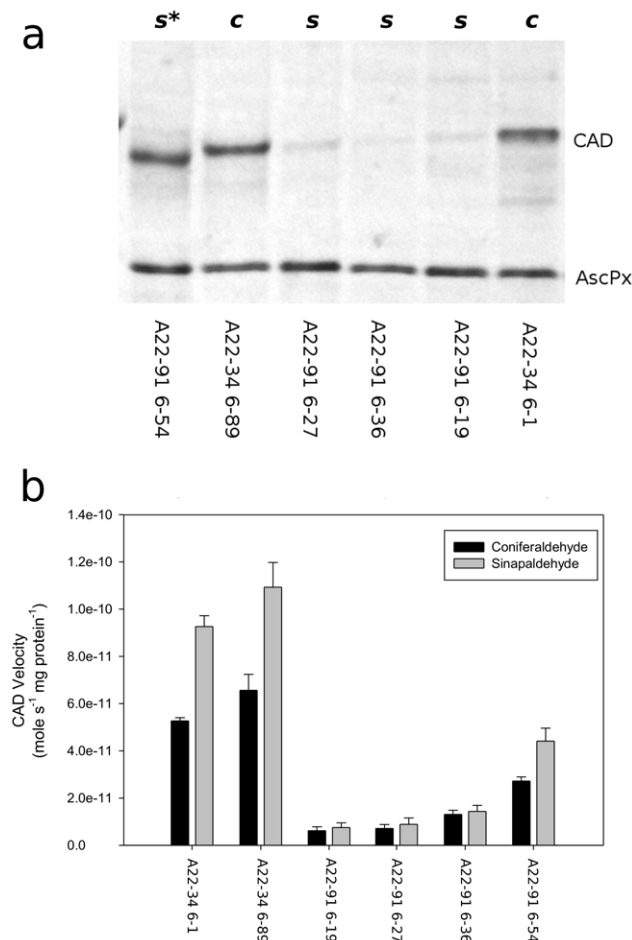 a
s* c s s s c
CAD
AscPx
A22-91 6-54
A22-34 6-89
A22-91 6-27
A22-91 6-36
A22-91 6-19
A22-34 6-1
b
1.4e-10
1.2e-10
1.0e-10
8.0e-11
6.0e-11
4.0e-11
2.0e-11
0.0
CAD Velocity
(mole s⁻¹ mg protein⁻¹)
Coniferaldehyde
Sinapaldehyde
A22-34 6-1
A22-34 6-89
A22-91 6-19
A22-91 6-27
A22-91 6-36
A22-91 6-54